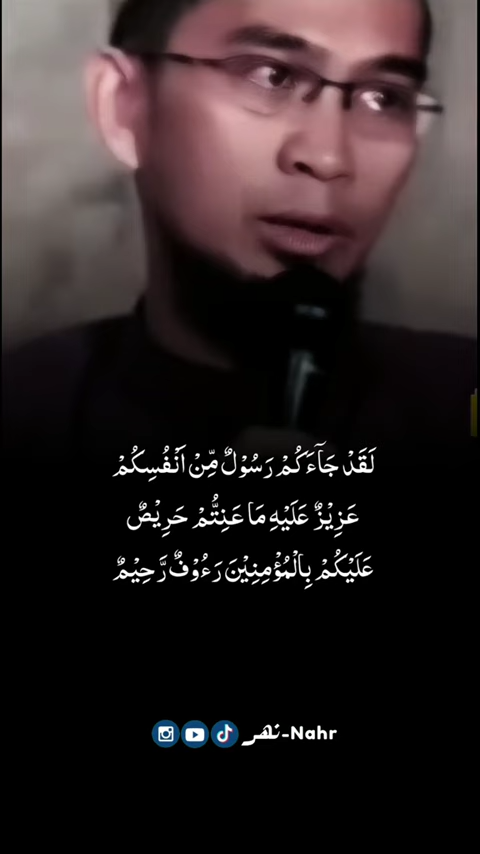 لَقَدْ جَآءَكُمْ رَسُوْلٌ مِّنْ اَنْفُسِكُمْ
عَزِيْزٌ عَلَيْهِ مَا عَنِتُّمْ حَرِيْصٌ
عَلَيْكُمْ بِالْمُؤْمِنِيْنَ رَءُوْفٌ رَّحِيْمٌ
نهر-Nahr